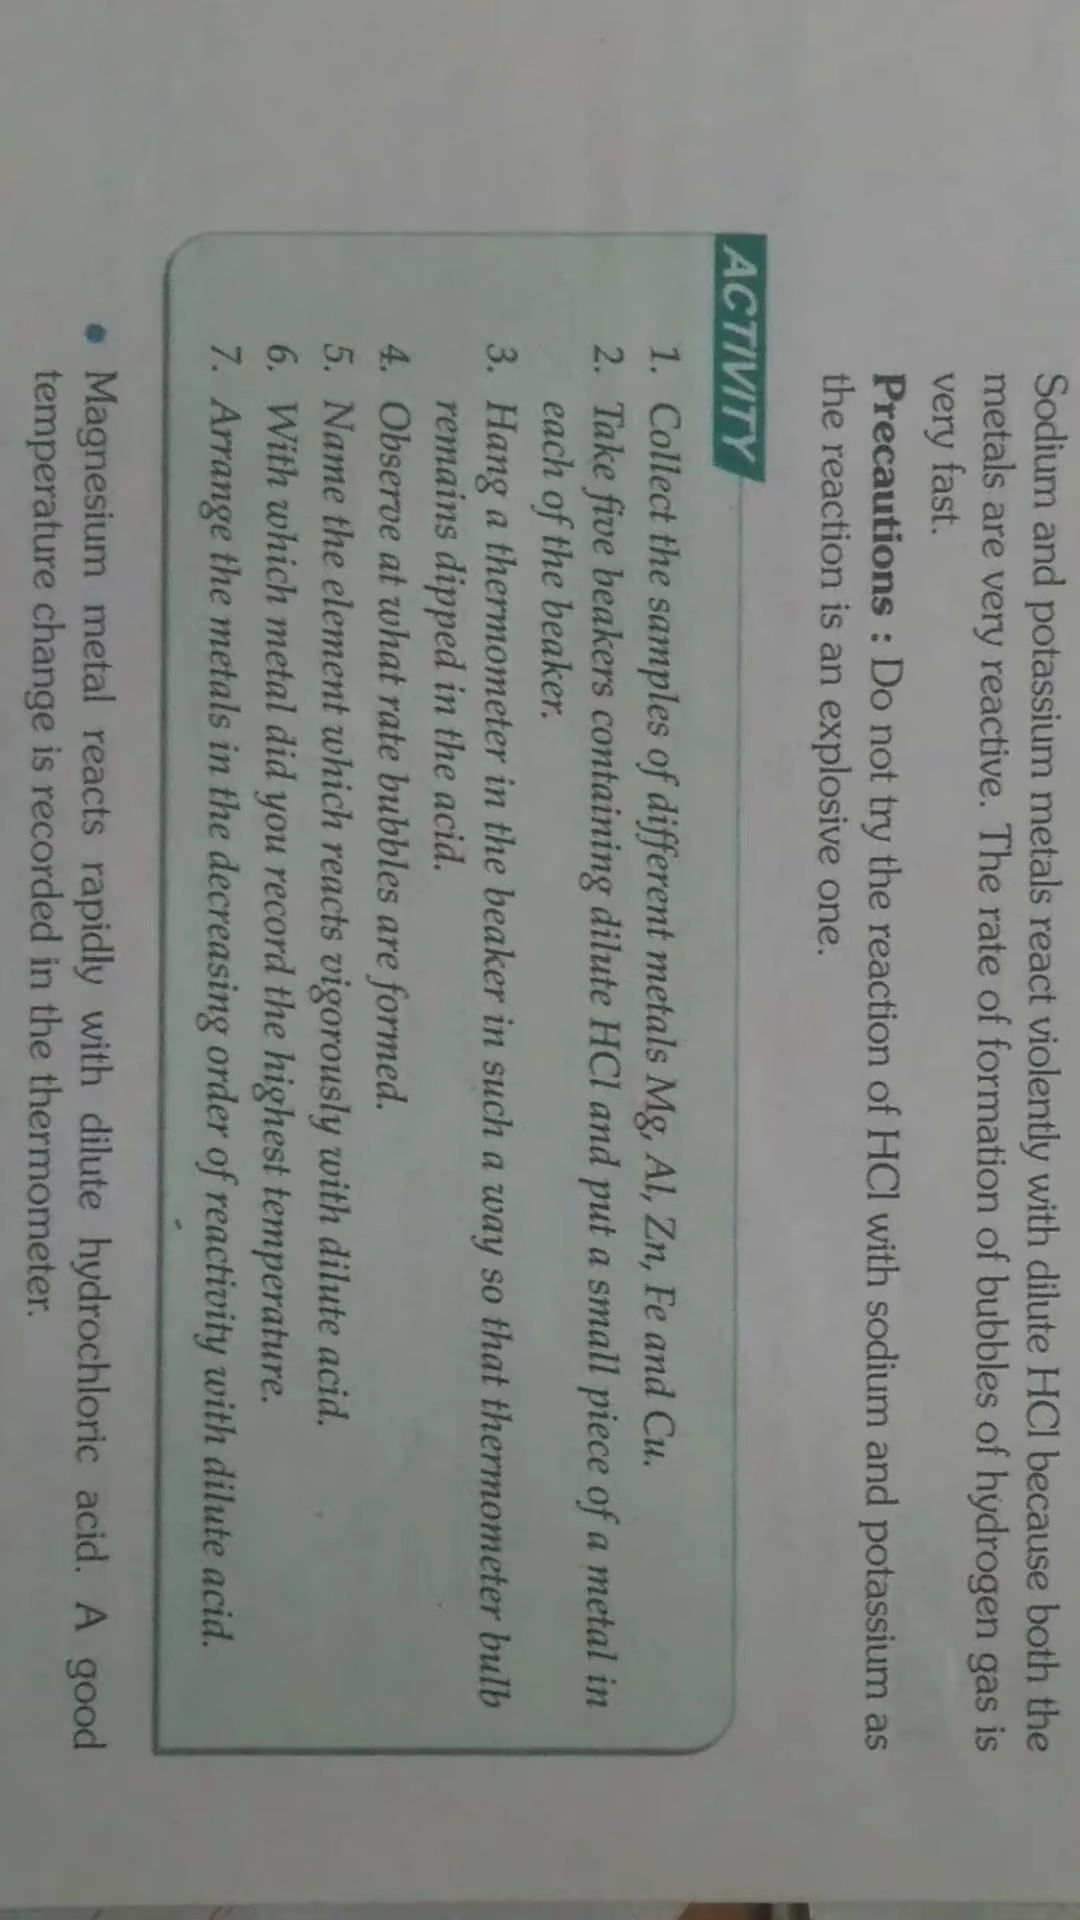 Sodium and potassium metals react violently with dilute HCl because both the
metals are very reactive. The rate of formation of bubbles of hydrogen gas is
very fast.
Precautions : Do not try the reaction of HCl with sodium and potassium as
the reaction is an explosive one.
ACTIVITY
1. Collect the samples of different metals Mg, Al, Zn, Fe and Cu.
2. Take five beakers containing dilute HCl and put a small piece of a metal in
each of the beaker.
3. Hang a thermometer in the beaker in such a way so that thermometer bulb
remains dipped in the acid.
4. Observe at what rate bubbles are formed.
5. Name the element which reacts vigorously with dilute acid.
6. With which metal did you record the highest temperature.
7. Arrange the metals in the decreasing order of reactivity with dilute acid.
• Magnesium metal reacts rapidly with dilute hydrochloric acid. A good
temperature change is recorded in the thermometer.